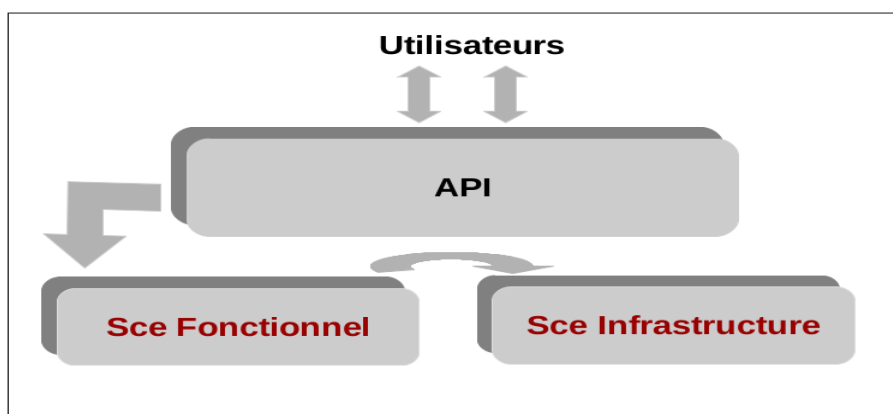 Utilisateurs
API
Sce Fonctionnel
Sce Infrastructure